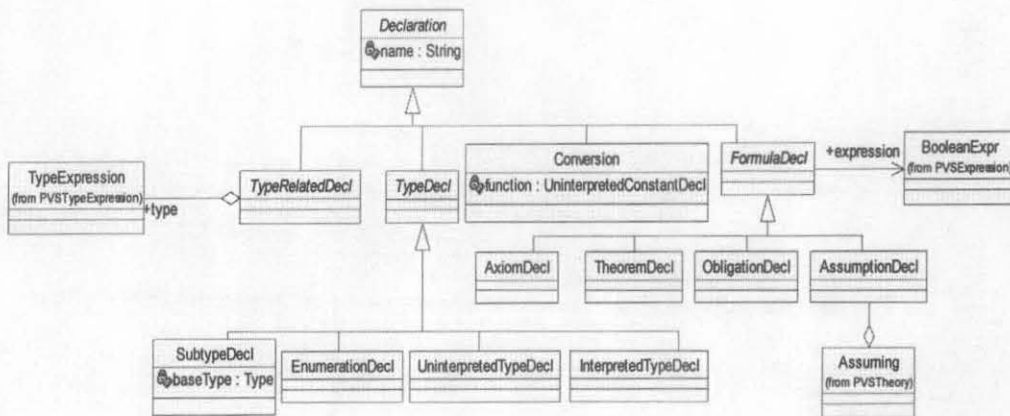 Declaration
name : String
TypeExpression
(from PVSTypeExpression)
+type
TypeRelatedDecl
TypeDecl
Conversion
function : UninterpretedConstantDecl
FormulaDecl
+expression
BooleanExpr
(from PVSExpression)
AxiomDecl
TheoremDecl
ObligationDecl
AssumptionDecl
SubtypeDecl
baseType : Type
EnumerationDecl
UninterpretedTypeDecl
InterpretedTypeDecl
Assuming
(from PVSTheory)